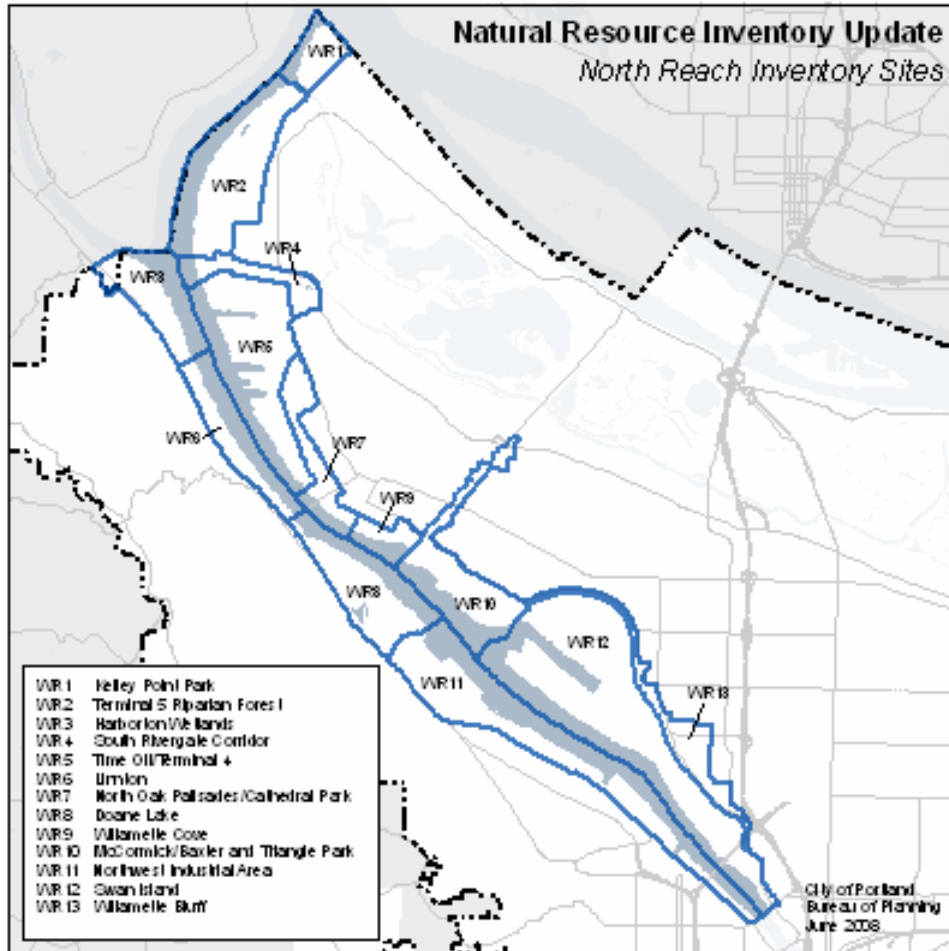 Natural Resource Inventory Update
North Reach Inventory Sites
WR1
WR2
WR4
WR3
WR5
WR6
WR7
WR9
WR8
WR10
WR12
WR11
WR13
WR1 Kelley Point Park
WR2 Terminal 5 Riparian Forest
WR3 Harborton Wetlands
WR4 South Rivergate Corridor
WR5 Time Oil/Terminal 4
WR6 Linnton
WR7 North Oak Palisades/Cathedral Park
WR8 Doane Lake
WR9 Willamette Cove
WR10 McCormick/Baxter and Triangle Park
WR11 Northwest Industrial Area
WR12 Swan Island
WR13 Willamette Bluff
City of Portland
Bureau of Planning
June 2008